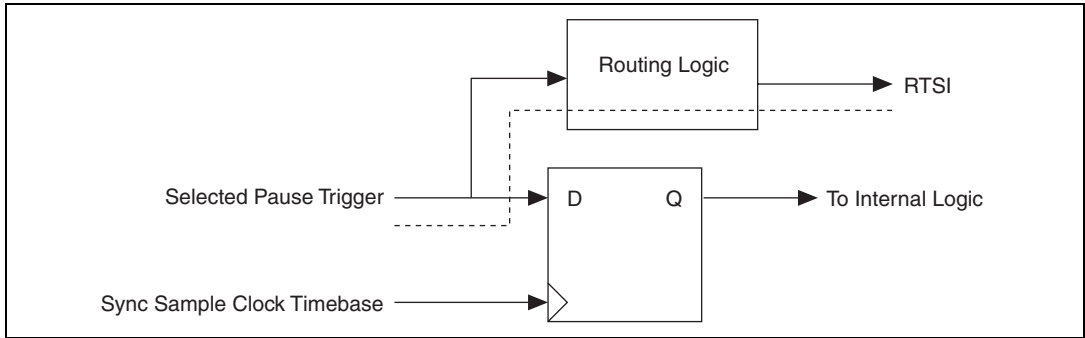 Routing Logic
RTSI
Selected Pause Trigger
D
Q
To Internal Logic
Sync Sample Clock Timebase